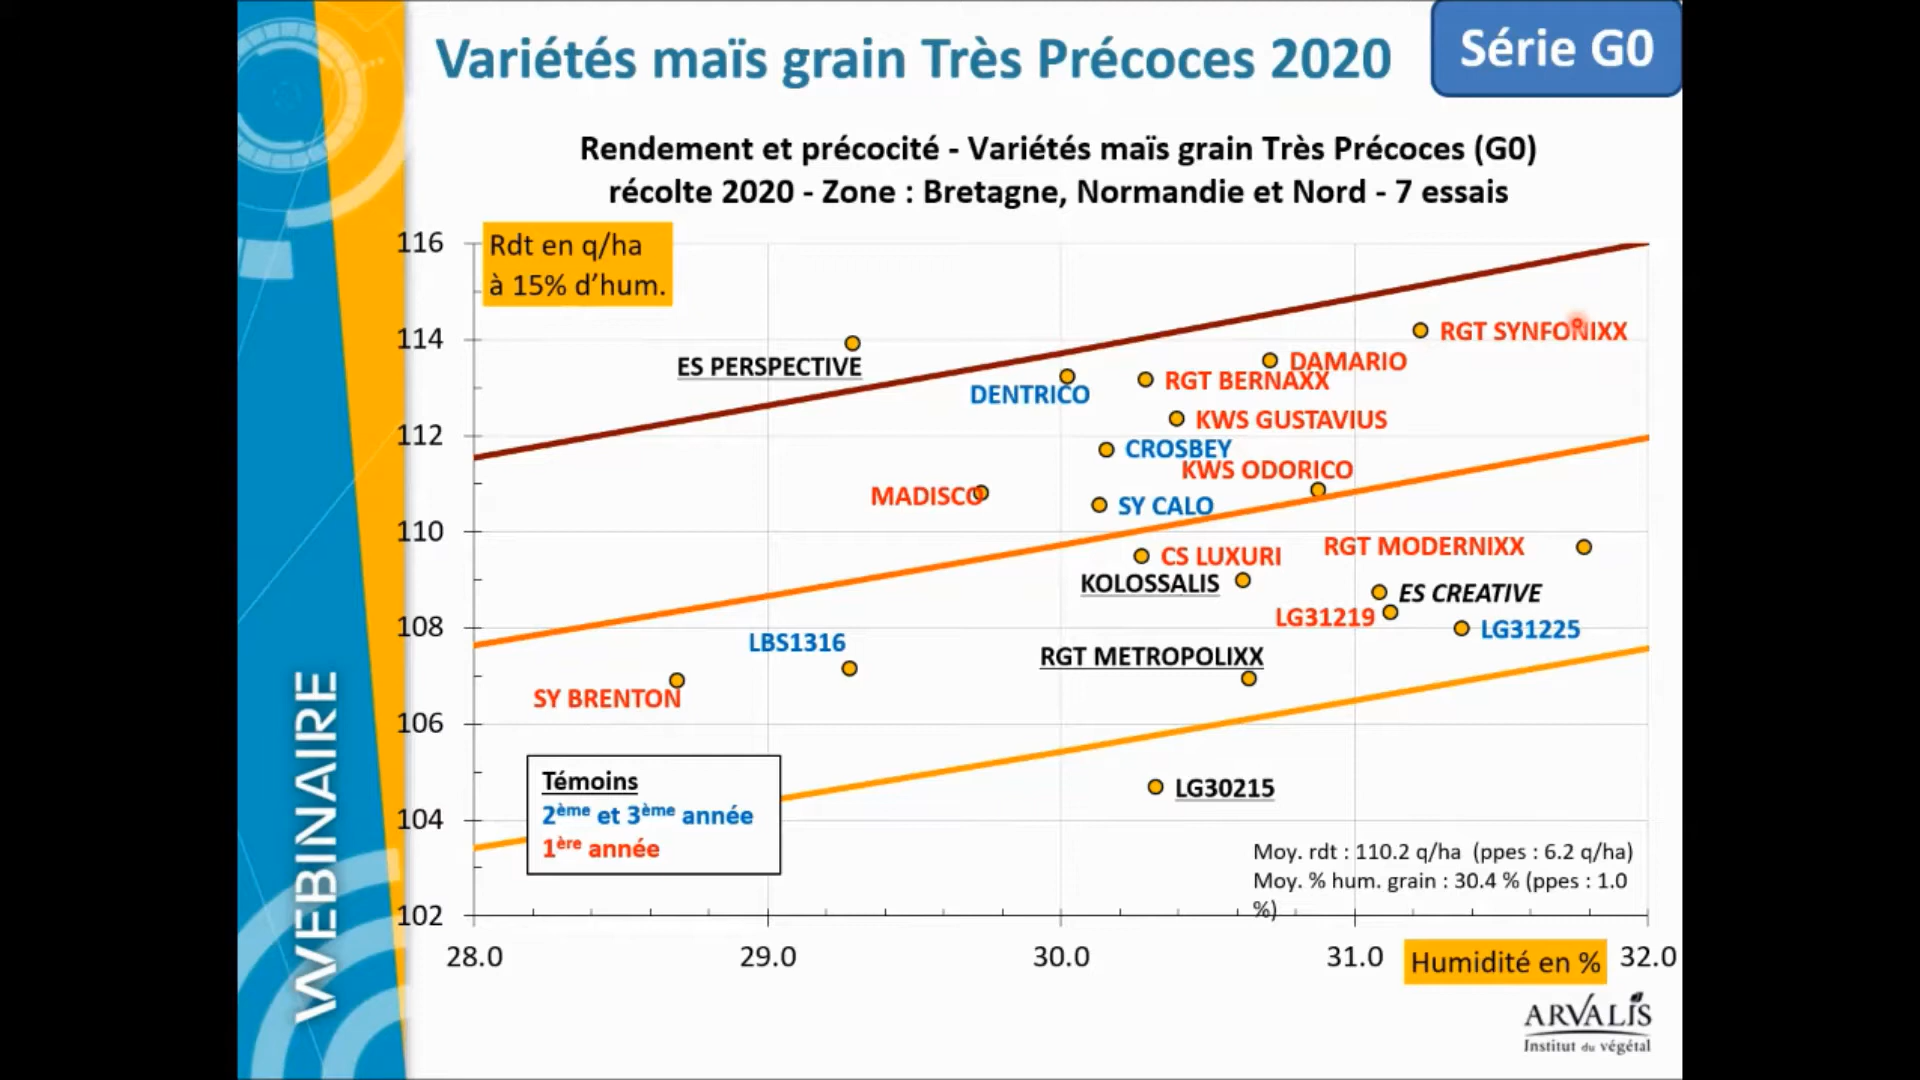 Variétés maïs grain Très Précoces 2020
Série G0
Rendement et précocité - Variétés maïs grain Très Précoces (G0)
récolte 2020 - Zone : Bretagne, Normandie et Nord - 7 essais
Rdt en q/ha
à 15% d’hum.
116
114
112
110
108
106
104
102
ES PERSPECTIVE
RGT SYNFONIXX
DAMARIO
RGT BERNAXX
DENTRICO
KWS GUSTAVIUS
CROSBEY
KWS ODORICO
MADISCO
SY CALO
CS LUXURI
RGT MODERNIXX
KOLOSSALIS
ES CREATIVE
LG31219
LG31225
LBS1316
RGT METROPOLIXX
SY BRENTON
LG30215
Témoins
2ème et 3ème année
1ère année
Moy. rdt : 110.2 q/ha (ppes : 6.2 q/ha)
Moy. % hum. grain : 30.4 % (ppes : 1.0
%)
28.0
29.0
30.0
31.0
32.0
Humidité en %
WEBINAIRE
ARVALIS
Institut du végétal